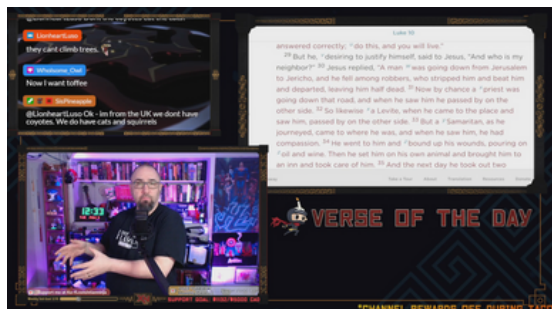 LionheartLuso
they cant climb trees,
Wholsome_Owl
Now I want toffee
SisPineapple
@LionheartLuso Ok - im from the UK we dont have
coyotes. We do have cats and squirrels
12:33
Luke 10
answered correctly; do this, and you will live."
29 But he, desiring to justify himself, said to Jesus, "And who is my
neighbor?" 30 Jesus replied, "A man was going down from Jerusalem
to Jericho, and he fell among robbers, who stripped him and beat him
and departed, leaving him half dead. 31 Now by chance a priest was
going down that road, and when he saw him he passed by on the
other side. 32 So likewise a Levite, when he came to the place and
saw him, passed by on the other side. 33 But a Samaritan, as he
journeyed, came to where he was, and when he saw him, he had
compassion. 34 He went to him and bound up his wounds, pouring on
oil and wine. Then he set him on his own animal and brought him to
an inn and took care of him. 35 And the next day he took out two
VERSE OF THE DAY
SUPPORT GOAL